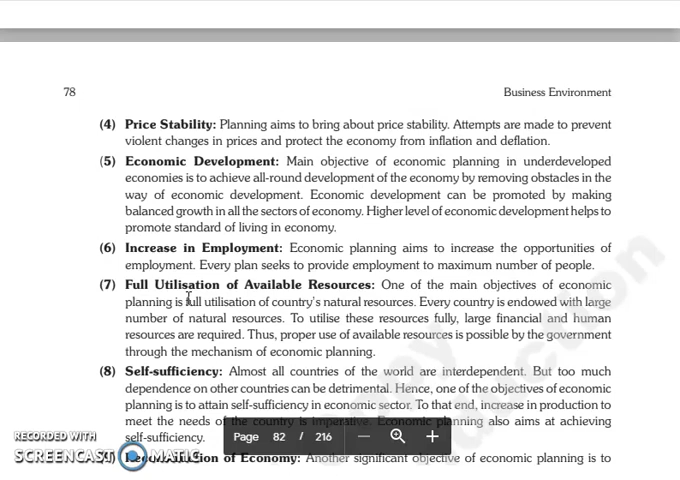 78
Business Environment
(4) Price Stability: Planning aims to bring about price stability. Attempts are made to prevent
violent changes in prices and protect the economy from inflation and deflation.
(5) Economic Development: Main objective of economic planning in underdeveloped
economies is to achieve all-round development of the economy by removing obstacles in the
way of economic development. Economic development can be promoted by making
balanced growth in all the sectors of economy. Higher level of economic development helps to
promote standard of living in economy.
(6) Increase in Employment: Economic planning aims to increase the opportunities of
employment. Every plan seeks to provide employment to maximum number of people.
(7) Full Utilisation of Available Resources: One of the main objectives of economic
planning is full utilisation of country's natural resources. Every country is endowed with large
number of natural resources. To utilise these resources fully, large financial and human
resources are required. Thus, proper use of available resources is possible by the government
through the mechanism of economic planning.
(8) Self-sufficiency: Almost all countries of the world are interdependent. But too much
dependence on other countries can be detrimental. Hence, one of the objectives of economic
planning is to attain self-sufficiency in economic sector. To that end, increase in production to
meet the needs of the country is imperative. Economic planning also aims at achieving
self-sufficiency.
Page 82 / 216
RECORDED WITH
SCREENCAST MATIC
of Economy: Another significant objective of economic planning is to